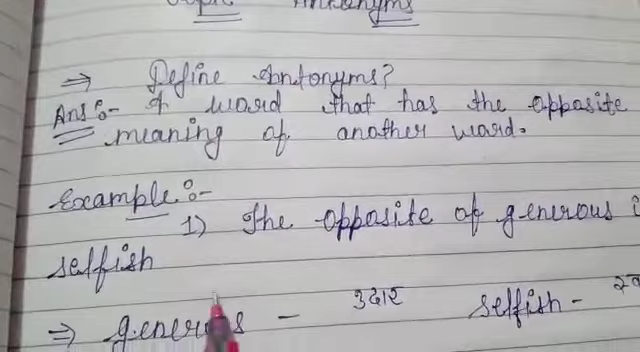 Topic Antonyms
⇒ Define Antonyms?
Ans:- A word that has the opposite
meaning of another word.
Example:-
1) The opposite of generous i
selfish
⇒ generous - उदार selfish -